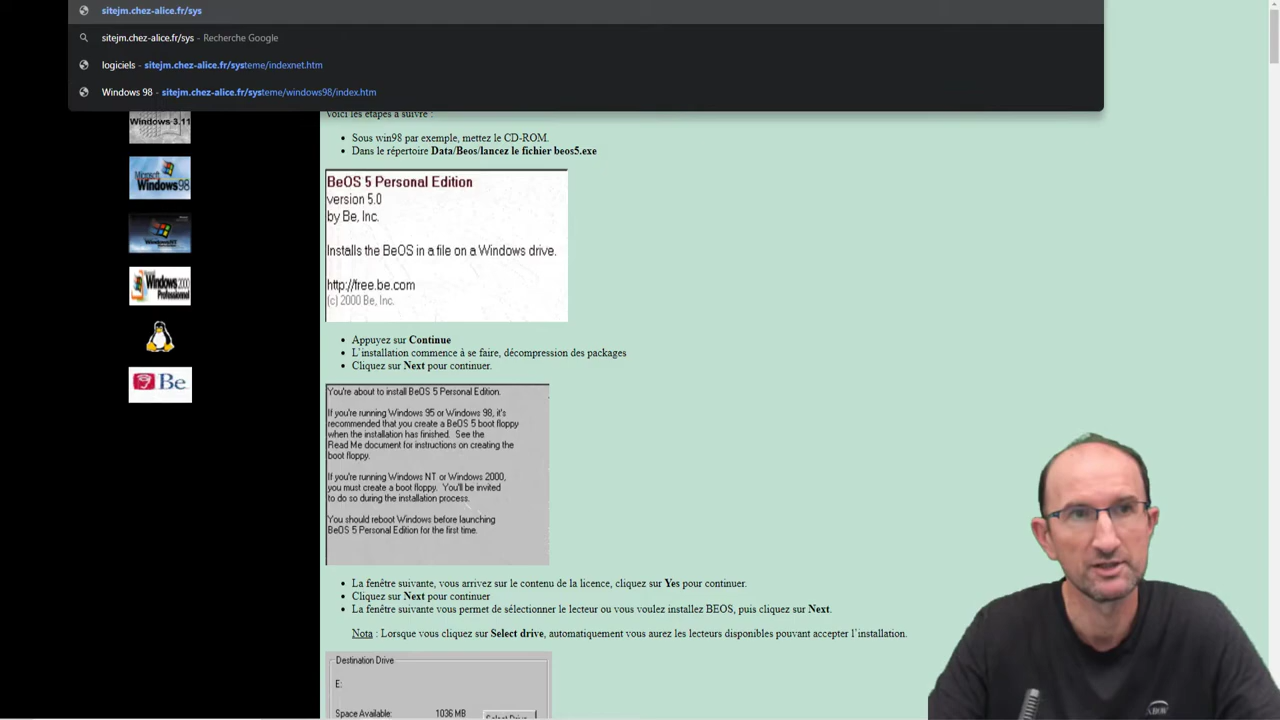 sitejm.chez-alice.fr/sys
sitejm.chez-alice.fr/sys - Recherche Google
logiciels - sitejm.chez-alice.fr/systeme/indexnet.htm
Windows 98 - sitejm.chez-alice.fr/systeme/windows98/index.htm
Voici les étapes à suivre :
Windows 3.11
• Sous win98 par exemple, mettez le CD-ROM.
• Dans le répertoire Data/Beos/lancez le fichier beos5.exe
Microsoft
Windows98
BeOS 5 Personal Edition
version 5.0
by Be, Inc.
WindowsNT
Installs the BeOS in a file on a Windows drive.
Windows 2000
Professionnel
http://free.be.com
(c) 2000 Be, Inc.
• Appuyez sur Continue
• L'installation commence à se faire, décompression des packages
• Cliquez sur Next pour continuer.
Be
You're about to install BeOS 5 Personal Edition.
If you're running Windows 95 or Windows 98, it's
recommended that you create a BeOS 5 boot floppy
when the installation has finished. See the
Read Me document for instructions on creating the
boot floppy.
If you're running Windows NT or Windows 2000,
you must create a boot floppy. You'll be invited
to do so during the installation process.
You should reboot Windows before launching
BeOS 5 Personal Edition for the first time.
• La fenêtre suivante, vous arrivez sur le contenu de la licence, cliquez sur Yes pour continuer.
• Cliquez sur Next pour continuer
• La fenêtre suivante vous permet de sélectionner le lecteur ou vous voulez installez BEOS, puis cliquez sur Next.
Nota : Lorsque vous cliquez sur Select drive, automatiquement vous aurez les lecteurs disponibles pouvant accepter l'installation.
Destination Drive
E:
Space Available: 1036 MB Select Drive